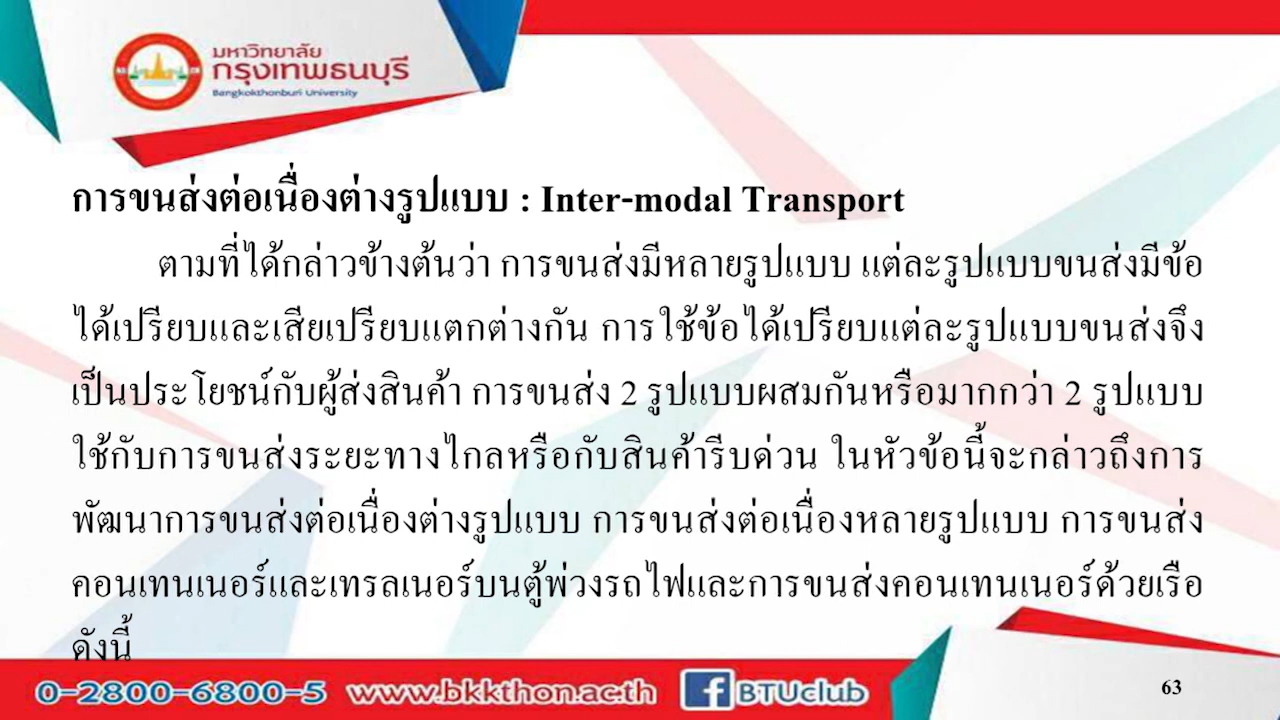 มหาวิทยาลัย
กรุงเทพธนบุรี
Bangkokthonburi University
การขนส่งต่อเนื่องต่างรูปแบบ : Inter-modal Transport
ตามที่ได้กล่าวข้างต้นว่า การขนส่งมีหลายรูปแบบ แต่ละรูปแบบขนส่งมีข้อ
ได้เปรียบและเสียเปรียบแตกต่างกัน การใช้ข้อได้เปรียบแต่ละรูปแบบขนส่งจึง
เป็นประโยชน์กับผู้ส่งสินค้า การขนส่ง 2 รูปแบบผสมกันหรือมากกว่า 2 รูปแบบ
ใช้กับการขนส่งระยะทางไกลหรือกับสินค้ารีบด่วน ในหัวข้อนี้จะกล่าวถึงการ
พัฒนาการขนส่งต่อเนื่องต่างรูปแบบ การขนส่งต่อเนื่องหลายรูปแบบ การขนส่ง
คอนเทนเนอร์และเทรลเนอร์บนตู้พ่วงรถไฟและการขนส่งคอนเทนเนอร์ด้วยเรือ
ดังนี้
0-2800-6800-5 www.bkkthon.ac.th f BTUclub
63